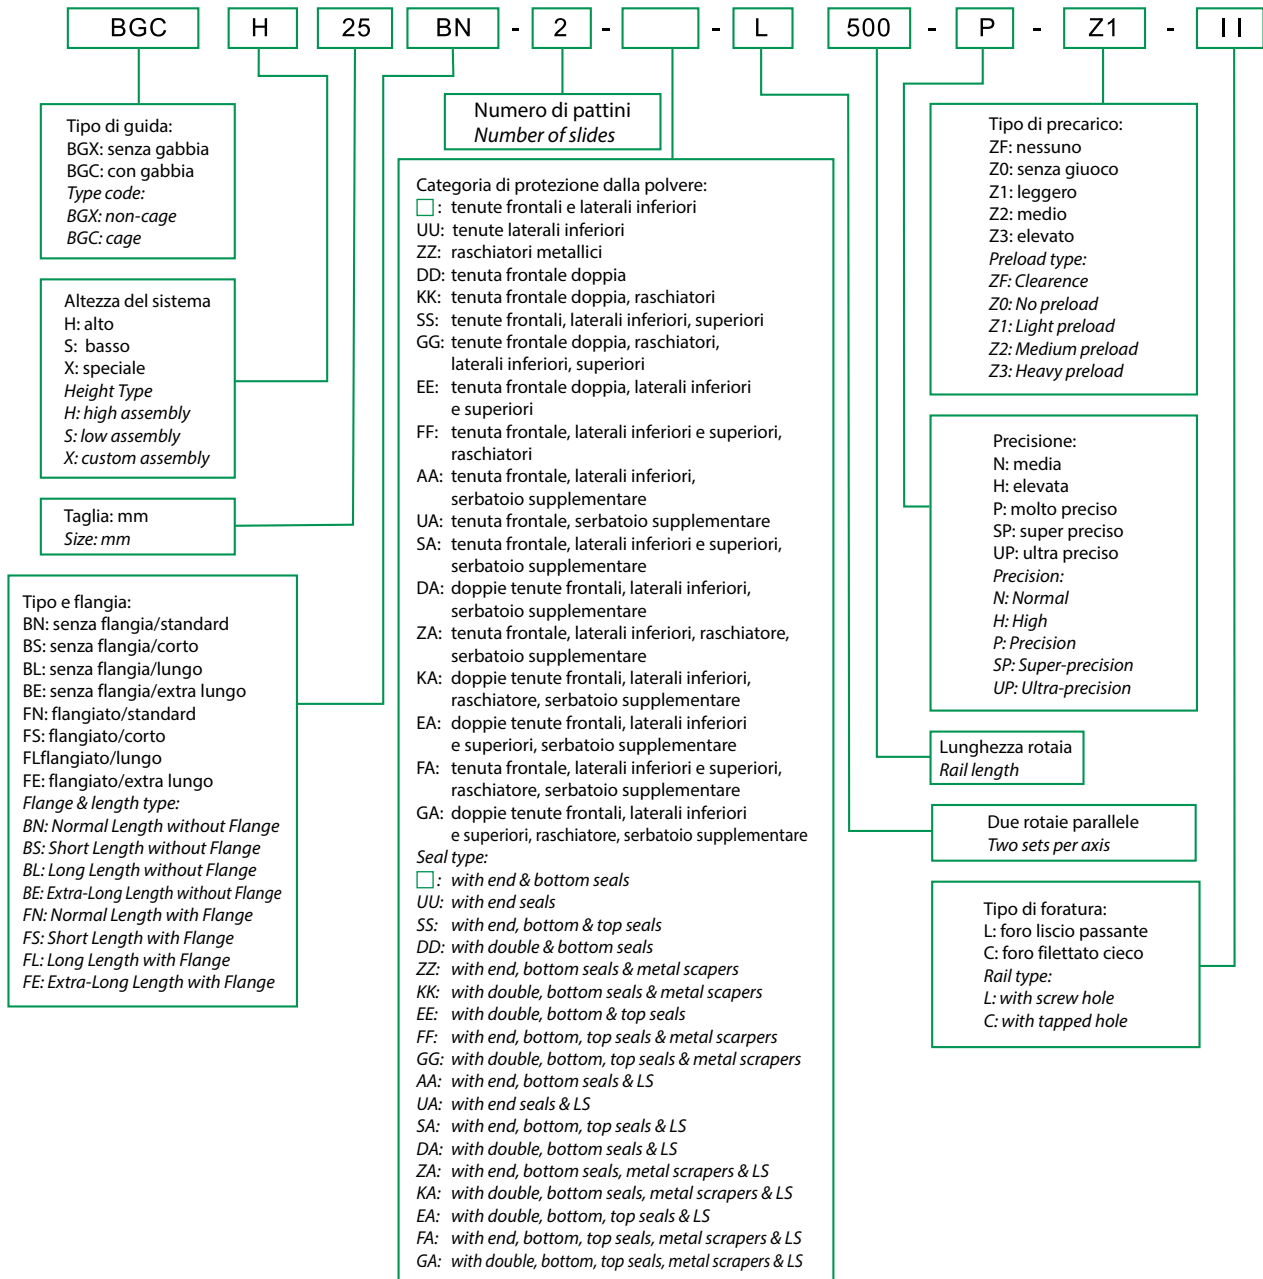 BGC H 25 BN - 2 - - L 500 - P - Z1 - II
Tipo di guida:
BGX: senza gabbia
BGC: con gabbia
Type code:
BGX: non-cage
BGC: cage
Altezza del sistema
H: alto
S: basso
X: speciale
Height Type
H: high assembly
S: low assembly
X: custom assembly
Taglia: mm
Size: mm
Tipo e flangia:
BN: senza flangia/standard
BS: senza flangia/corto
BL: senza flangia/lungo
BE: senza flangia/extra lungo
FN: flangiato/standard
FS: flangiato/corto
FLflangiato/lungo
FE: flangiato/extra lungo
Flange & length type:
BN: Normal Length without Flange
BS: Short Length without Flange
BL: Long Length without Flange
BE: Extra-Long Length without Flange
FN: Normal Length with Flange
FS: Short Length with Flange
FL: Long Length with Flange
FE: Extra-Long Length with Flange
Numero di pattini
Number of slides
Categoria di protezione dalla polvere:
□: tenute frontali e laterali inferiori
UU: tenute laterali inferiori
ZZ: raschiatori metallici
DD: tenuta frontale doppia
KK: tenuta frontale doppia, raschiatori
SS: tenute frontali, laterali inferiori, superiori
GG: tenute frontale doppia, raschiatori,
laterali inferiori, superiori
EE: tenuta frontale doppia, laterali inferiori
e superiori
FF: tenuta frontale, laterali inferiori e superiori,
raschiatori
AA: tenuta frontale, laterali inferiori,
serbatoio supplementare
UA: tenuta frontale, serbatoio supplementare
SA: tenuta frontale, laterali inferiori e superiori,
serbatoio supplementare
DA: doppie tenute frontali, laterali inferiori,
serbatoio supplementare
ZA: tenuta frontale, laterali inferiori, raschiatore,
serbatoio supplementare
KA: doppie tenute frontali, laterali inferiori,
raschiatore, serbatoio supplementare
EA: doppie tenute frontali, laterali inferiori
e superiori, serbatoio supplementare
FA: tenuta frontale, laterali inferiori e superiori,
raschiatore, serbatoio supplementare
GA: doppie tenute frontali, laterali inferiori
e superiori, raschiatore, serbatoio supplementare
Seal type:
□: with end & bottom seals
UU: with end seals
SS: with end, bottom & top seals
DD: with double & bottom seals
ZZ: with end, bottom seals & metal scapers
KK: with double, bottom seals & metal scapers
EE: with double, bottom & top seals
FF: with end, bottom, top seals & metal scarpers
GG: with double, bottom, top seals & metal scrapers
AA: with end, bottom seals & LS
UA: with end seals & LS
SA: with end, bottom, top seals & LS
DA: with double, bottom seals & LS
ZA: with end, bottom seals, metal scrapers & LS
KA: with double, bottom seals, metal scrapers & LS
EA: with double, bottom, top seals & LS
FA: with end, bottom, top seals, metal scrapers & LS
GA: with double, bottom, top seals, metal scrapers & LS
Tipo di precarico:
ZF: nessuno
Z0: senza giuoco
Z1: leggero
Z2: medio
Z3: elevato
Preload type:
ZF: Clearence
Z0: No preload
Z1: Light preload
Z2: Medium preload
Z3: Heavy preload
Precisione:
N: media
H: elevata
P: molto preciso
SP: super preciso
UP: ultra preciso
Precision:
N: Normal
H: High
P: Precision
SP: Super-precision
UP: Ultra-precision
Lunghezza rotaia
Rail length
Due rotaie parallele
Two sets per axis
Tipo di foratura:
L: foro liscio passante
C: foro filettato cieco
Rail type:
L: with screw hole
C: with tapped hole